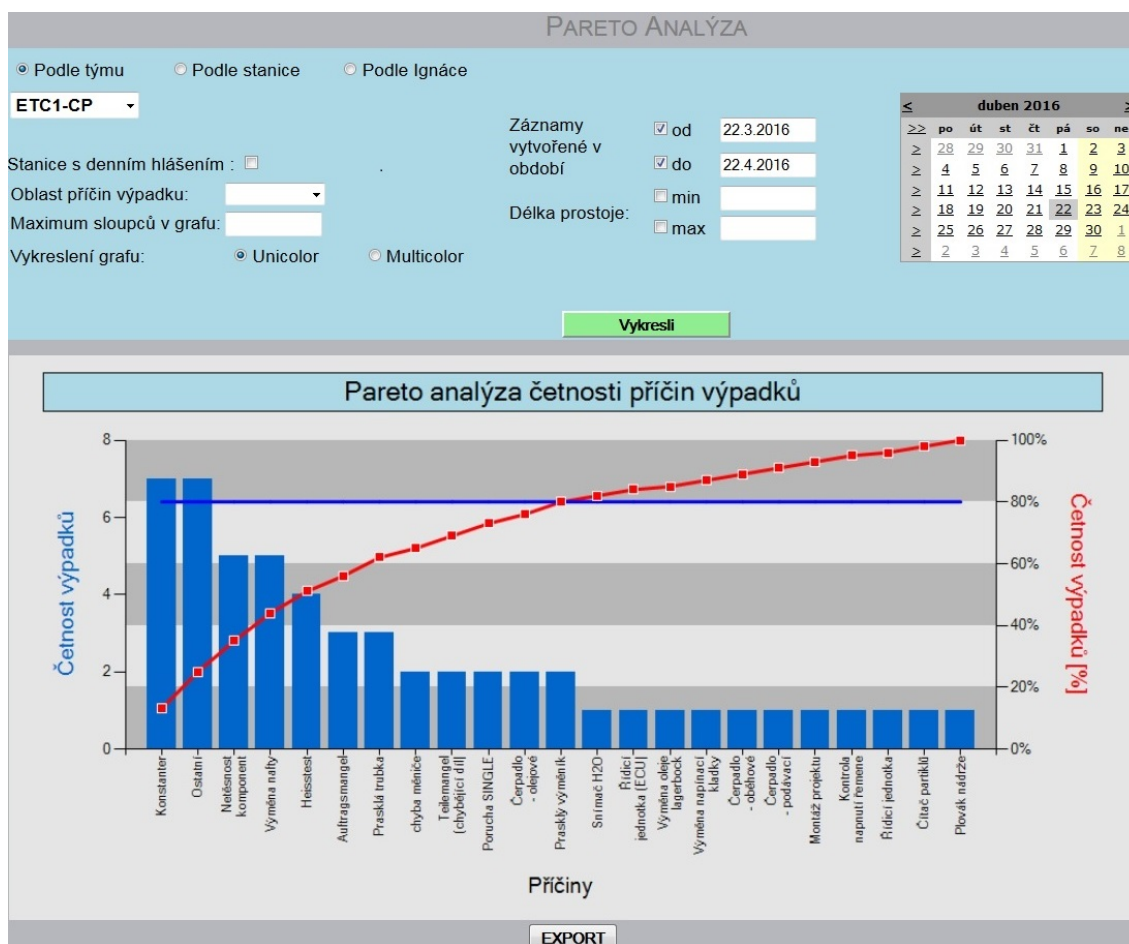 PARETO ANALÝZA
Podle týmu
Podle stanice
Podle Ignáce
ETC1-CP
Stanice s denním hlášením :
.
Oblast příčin výpadku:
Maximum sloupců v grafu:
Vykreslení grafu:
Unicolor
Multicolor
Záznamy
vytvořené v
období
od
22.3.2016
do
22.4.2016
Délka prostoje:
min
max
< duben 2016 >
>> po út st čt pá so ne
> 28 29 30 31 1 2 3
> 4 5 6 7 8 9 10
> 11 12 13 14 15 16 17
> 18 19 20 21 22 23 24
> 25 26 27 28 29 30 1
> 2 3 4 5 6 7 8
Vykresli
Pareto analýza četnosti příčin výpadků
Četnost výpadků
8
6
4
2
0
100%
80%
60%
40%
20%
0%
Četnost výpadků [%]
Konstanter
Ostatní
Netěsnost
komponent
Výměna nafty
Heisstest
Auftragsmangel
Prasklá trubka
chyba měniče
Teilemangel
(chybějící díl)
Porucha SINGLE
Čerpadlo
- olejové
Prasklý výměník
Snímač H2O
Řídicí
jednotka (ECU)
Výměna oleje
lagerbock
Výměna napínací
kladky
Čerpadlo
- oběhové
Čerpadlo
- podávací
Montáž projektu
Kontrola
napnutí řemene
Řídicí jednotka
Čítač partiklů
Plovák nádrže
Příčiny
EXPORT